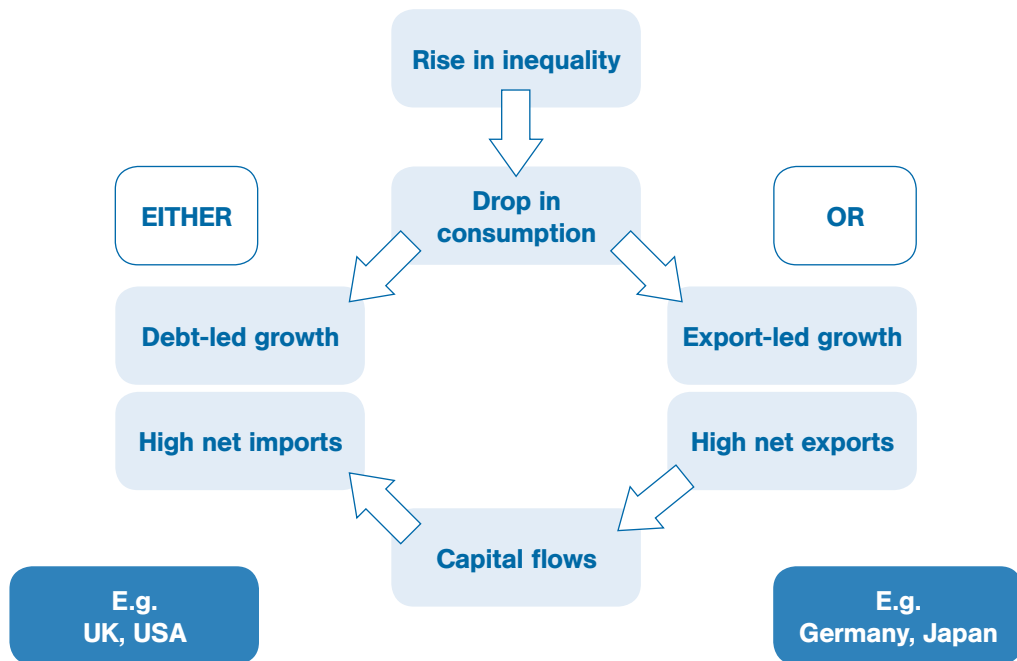 Rise in inequality
EITHER
Drop in
consumption
OR
Debt-led growth
Export-led growth
High net imports
High net exports
Capital flows
E.g.
UK, USA
E.g.
Germany, Japan